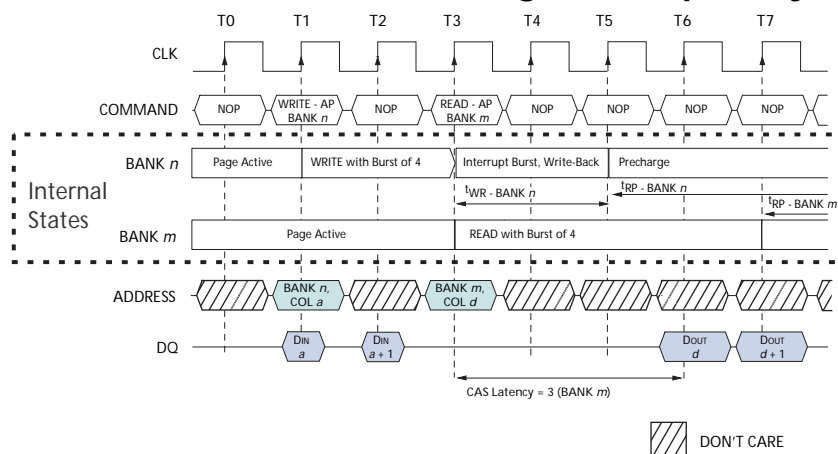 T0 T1 T2 T3 T4 T5 T6 T7
CLK
COMMAND NOP WRITE - AP BANK n NOP READ - AP BANK m NOP NOP NOP NOP
BANK n Page Active WRITE with Burst of 4 Interrupt Burst, Write-Back Precharge
Internal States
tWR - BANK n tRP - BANK n
tRP - BANK m
BANK m Page Active READ with Burst of 4
ADDRESS BANK n, COL a BANK m, COL d
DQ DIN a DIN a + 1 DOUT d DOUT d + 1
CAS Latency = 3 (BANK m)
DON'T CARE